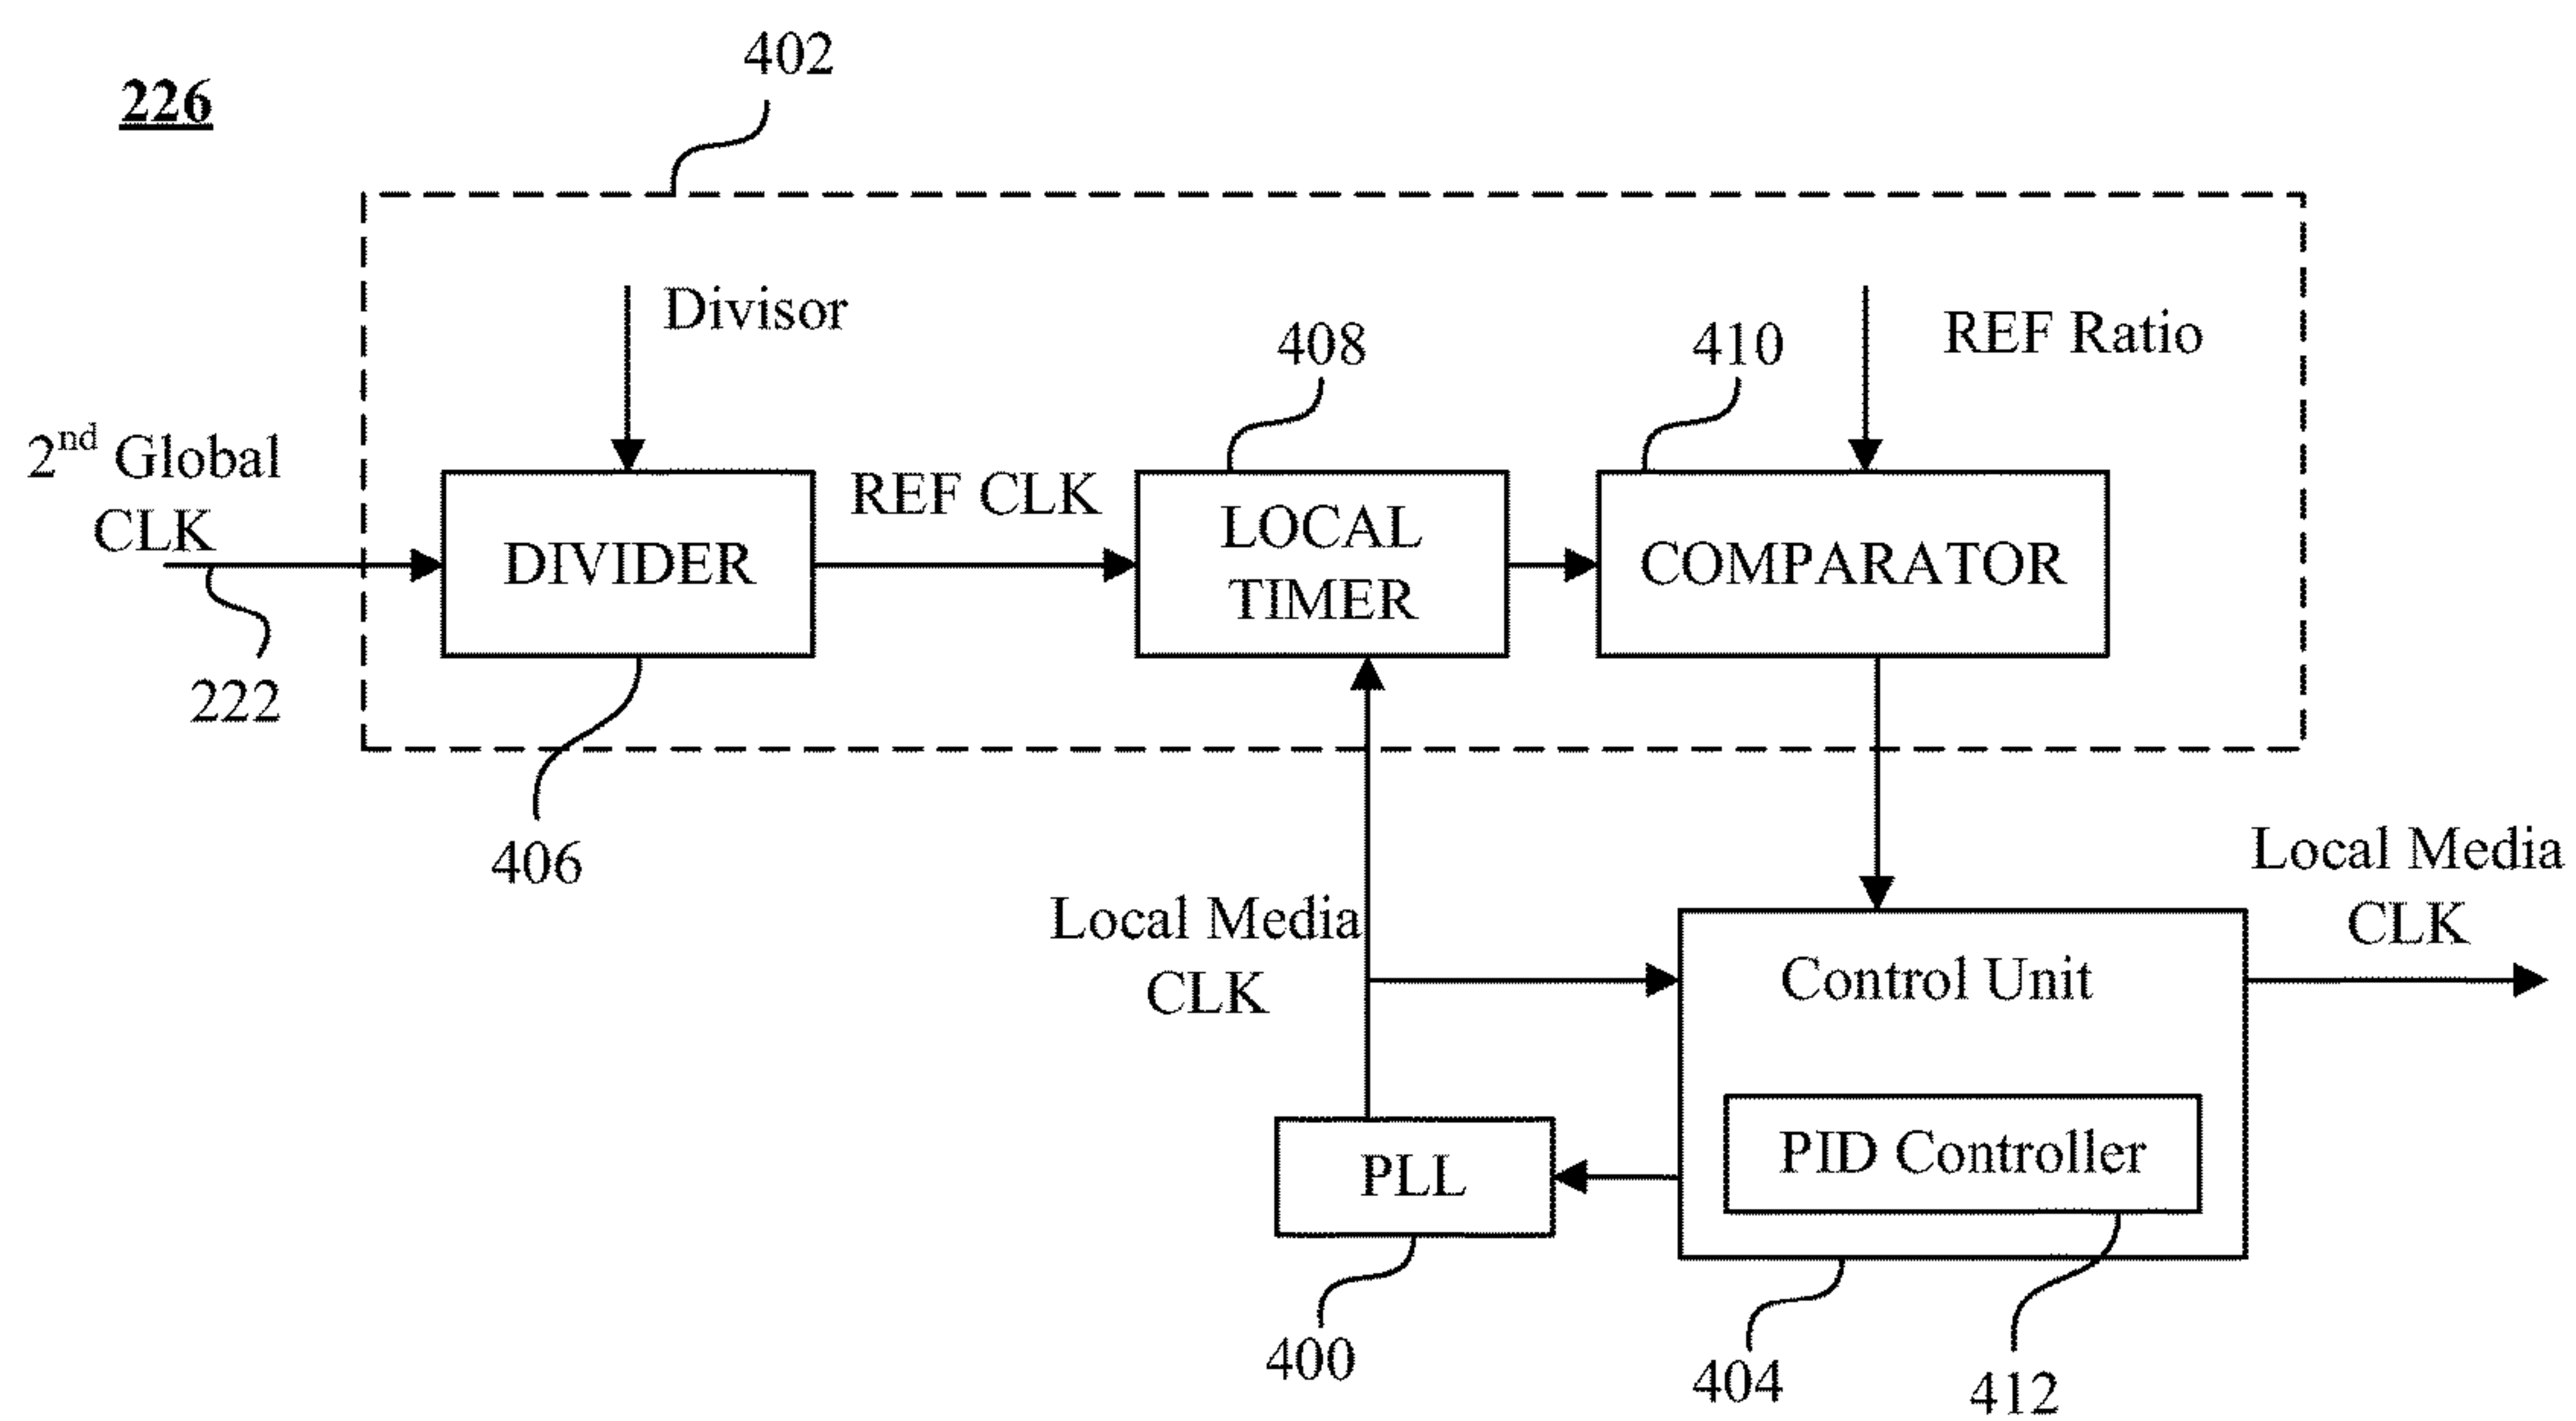 402
226
Divisor
408
410
REF Ratio
2nd Global
CLK
REF CLK
DIVIDER
LOCAL
TIMER
COMPARATOR
222
406
Local Media
CLK
Local Media
CLK
Control Unit
PID Controller
PLL
400
404
412